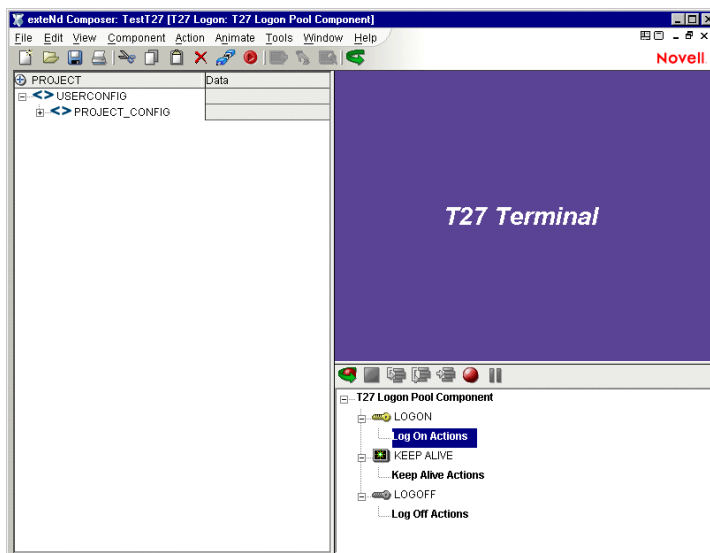 exteNd Composer: TestT27 [T27 Logon: T27 Logon Pool Component]
File Edit View Component Action Animate Tools Window Help
Novell.
PROJECT Data
<> USERCONFIG
<> PROJECT_CONFIG
T27 Terminal
T27 Logon Pool Component
LOGON
Log On Actions
KEEP ALIVE
Keep Alive Actions
LOGOFF
Log Off Actions